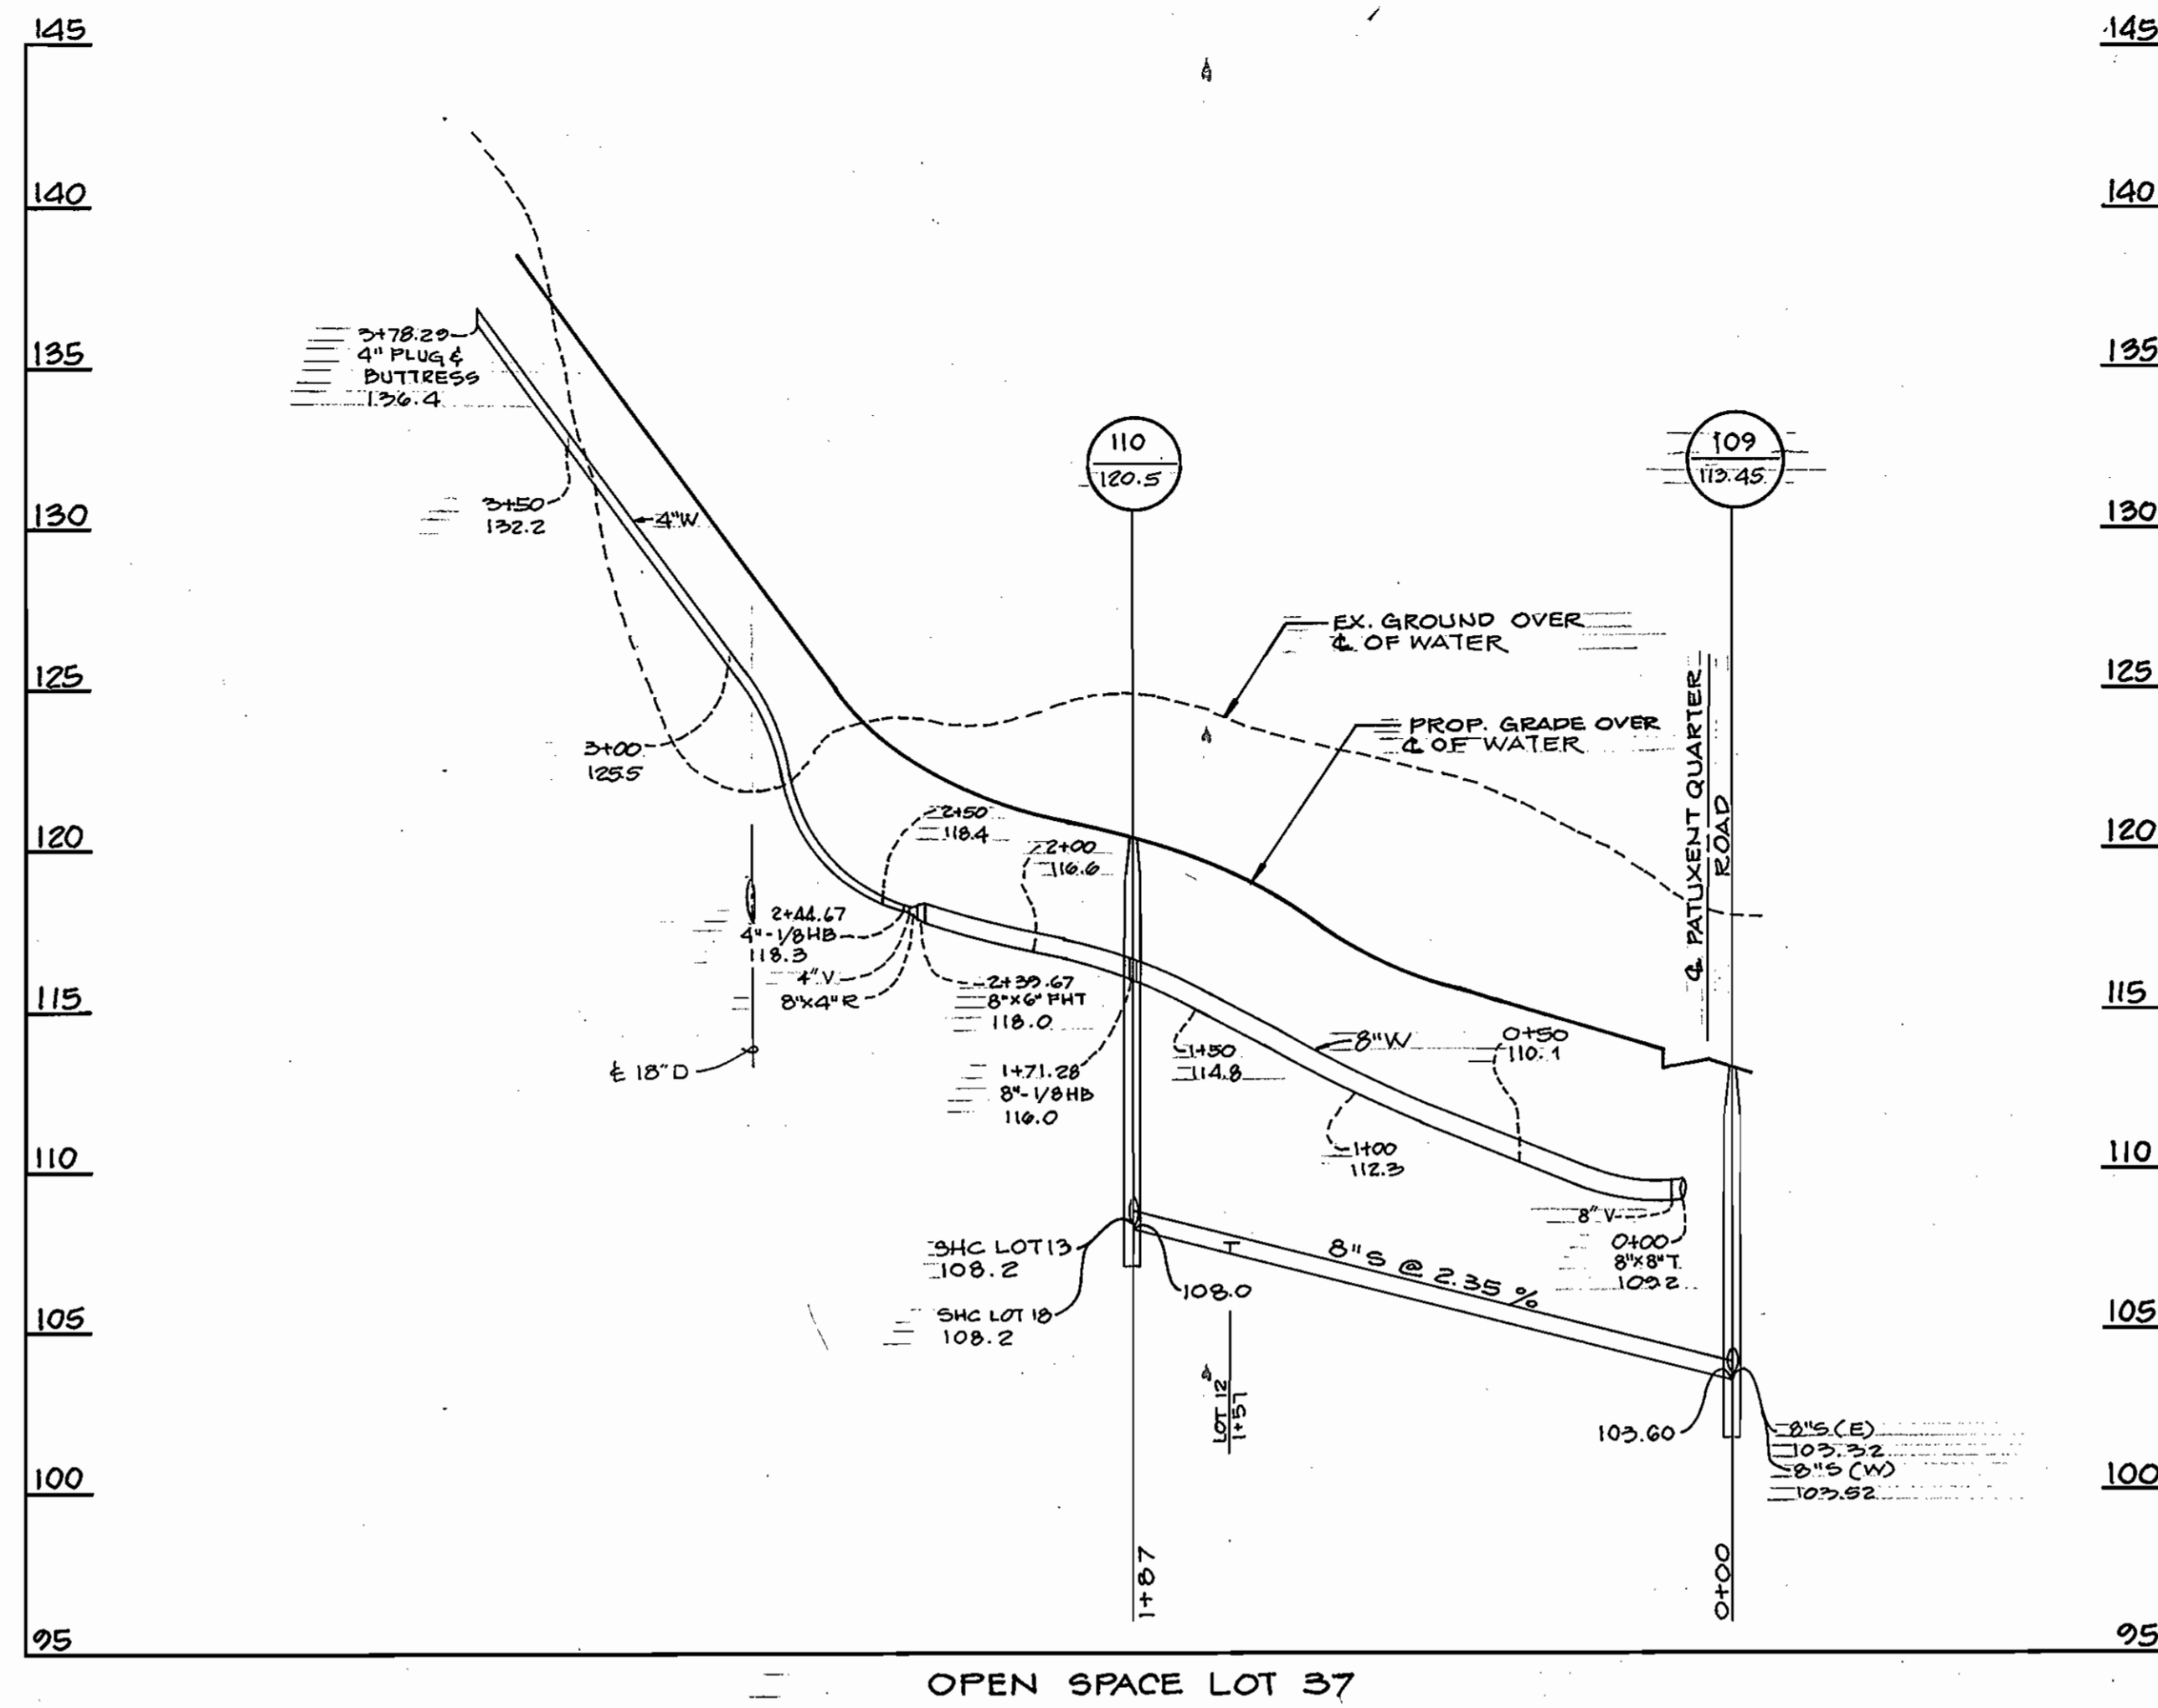 145
140
135
130
125
120
115
110
105
100
95
145
140
135
130
125
120
115
110
105
100
95
3+78.29
4" PLUG &
BUTTRESS
136.4
3+50
132.2
4"W
3+00
125.5
110
120.5
109
113.45
EX. GROUND OVER
℄ OF WATER
PROP. GRADE OVER
℄ OF WATER
℄ PATUXENT QUARTER
ROAD
2+50
118.4
2+00
116.6
2+44.67
4"-1/8HB
118.3
4"V
8"x4"R
2+39.67
8"x6" FHT
118.0
℄ 18"D
1+71.28
8"-1/8HB
116.0
1+50
114.8
8"W
0+50
110.1
1+00
112.3
8"V
0+00
8"x8"T
109.2
SHC LOT 13
108.2
SHC LOT 18
108.2
108.0
T
8"S @ 2.35 %
LOT 12
1+57
103.60
8"S (E)
103.32
8"S (W)
103.52
1+87
0+00
OPEN SPACE LOT 37